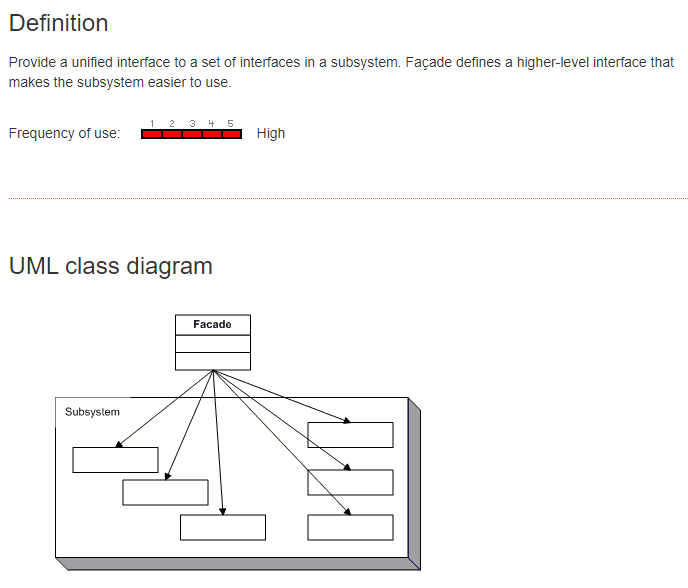 Definition
Provide a unified interface to a set of interfaces in a subsystem. Façade defines a higher-level interface that
makes the subsystem easier to use.
1 2 3 4 5
Frequency of use: High
UML class diagram
Facade
Subsystem